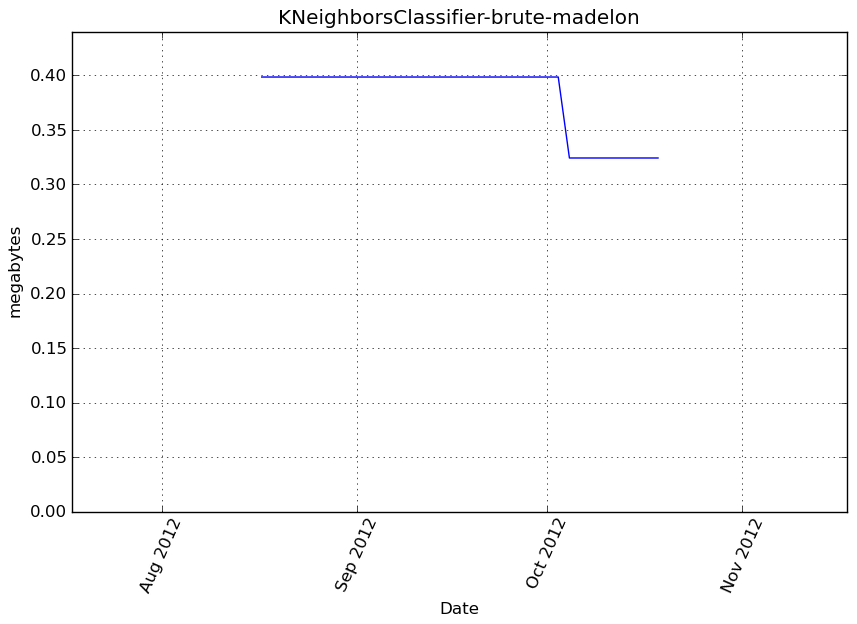 KNeighborsClassifier-brute-madelon
megabytes
0.40
0.35
0.30
0.25
0.20
0.15
0.10
0.05
0.00
Aug 2012
Sep 2012
Oct 2012
Nov 2012
Date